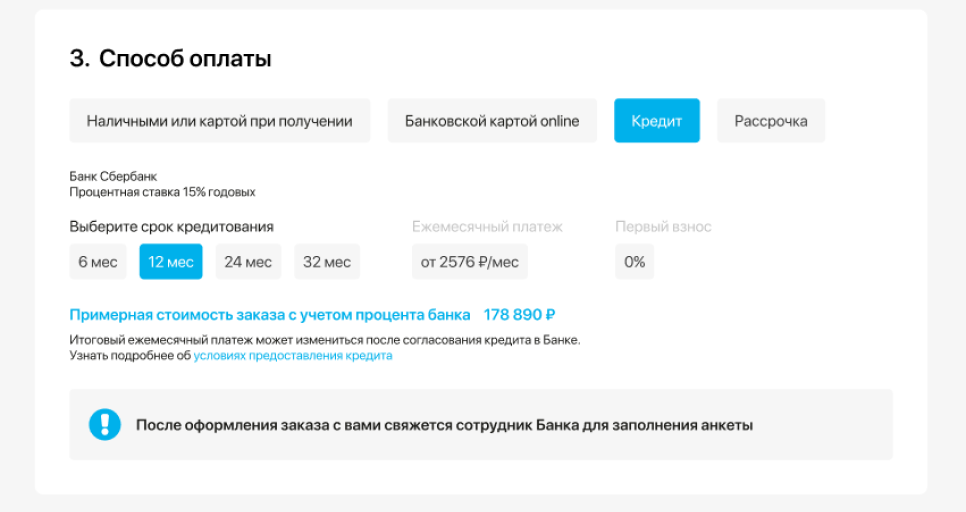 3. Способ оплаты
Наличными или картой при получении
Банковской картой online
Кредит
Рассрочка
Банк Сбербанк
Процентная ставка 15% годовых
Выберите срок кредитования
Ежемесячный платеж
Первый взнос
6 мес
12 мес
24 мес
32 мес
от 2576 ₽/мес
0%
Примерная стоимость заказа с учетом процента банка 178 890 ₽
Итоговый ежемесячный платеж может измениться после согласования кредита в Банке.
Узнать подробнее об условиях предоставления кредита
После оформления заказа с вами свяжется сотрудник Банка для заполнения анкеты